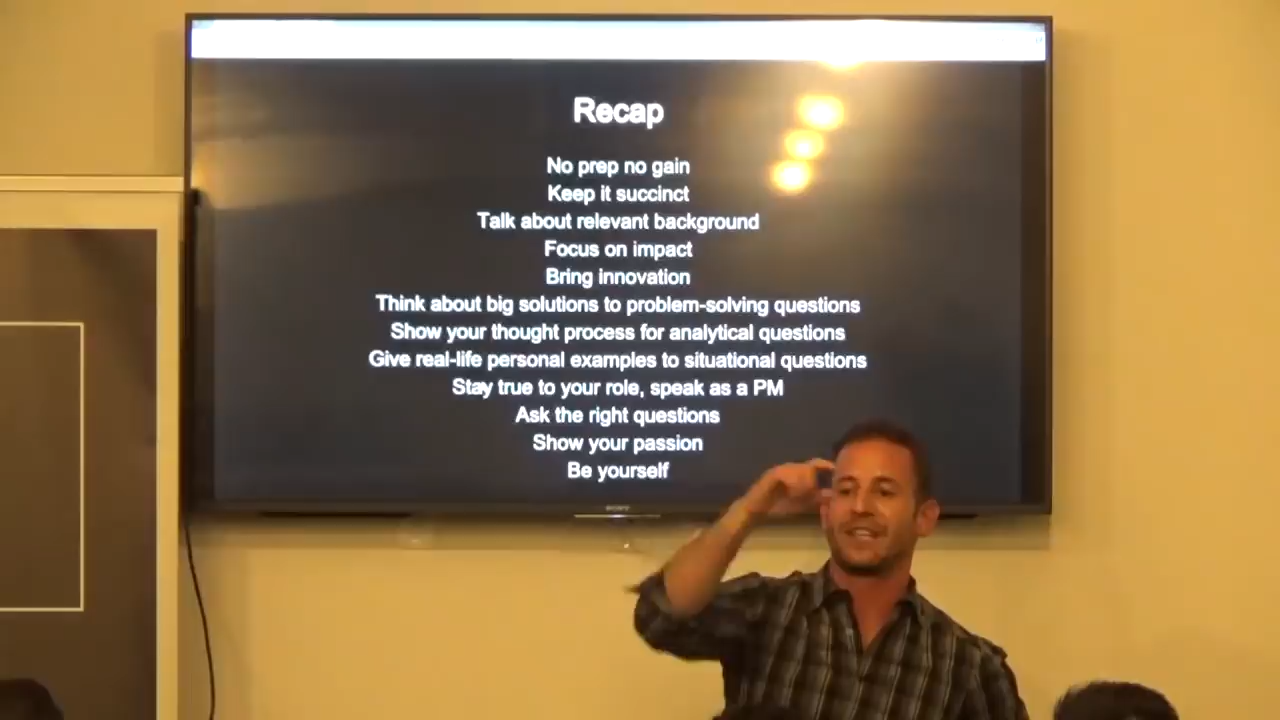 Recap
No prep no gain
Keep it succinct
Talk about relevant background
Focus on impact
Bring innovation
Think about big solutions to problem-solving questions
Show your thought process for analytical questions
Give real-life personal examples to situational questions
Stay true to your role, speak as a PM
Ask the right questions
Show your passion
Be yourself
SONY